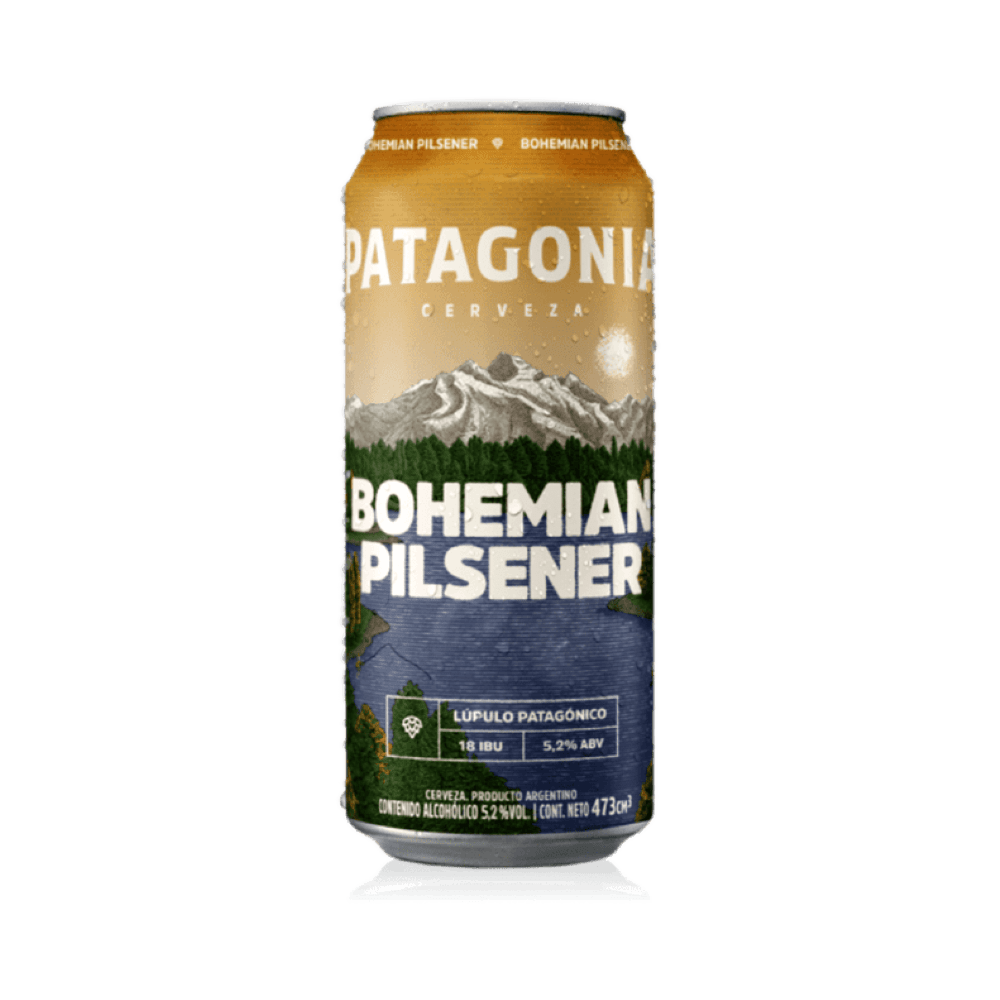 BOHEMIAN PILSENER BOHEMIAN PILSENER
PATAGONIA
CERVEZA
BOHEMIAN
PILSENER
LÚPULO PATAGÓNICO
18 IBU 5,2% ABV
CERVEZA. PRODUCTO ARGENTINO
CONTENIDO ALCOHÓLICO 5,2%VOL. | CONT. NETO 473CM³